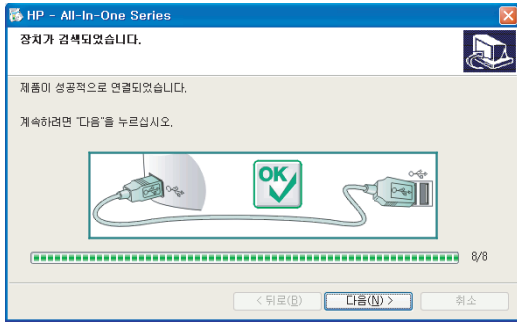 HP - All-In-One Series
장치가 검색되었습니다.
제품이 성공적으로 연결되었습니다.
계속하려면 "다음"을 누르십시오.
OK
8/8
< 뒤로(B)
다음(N) >
취소